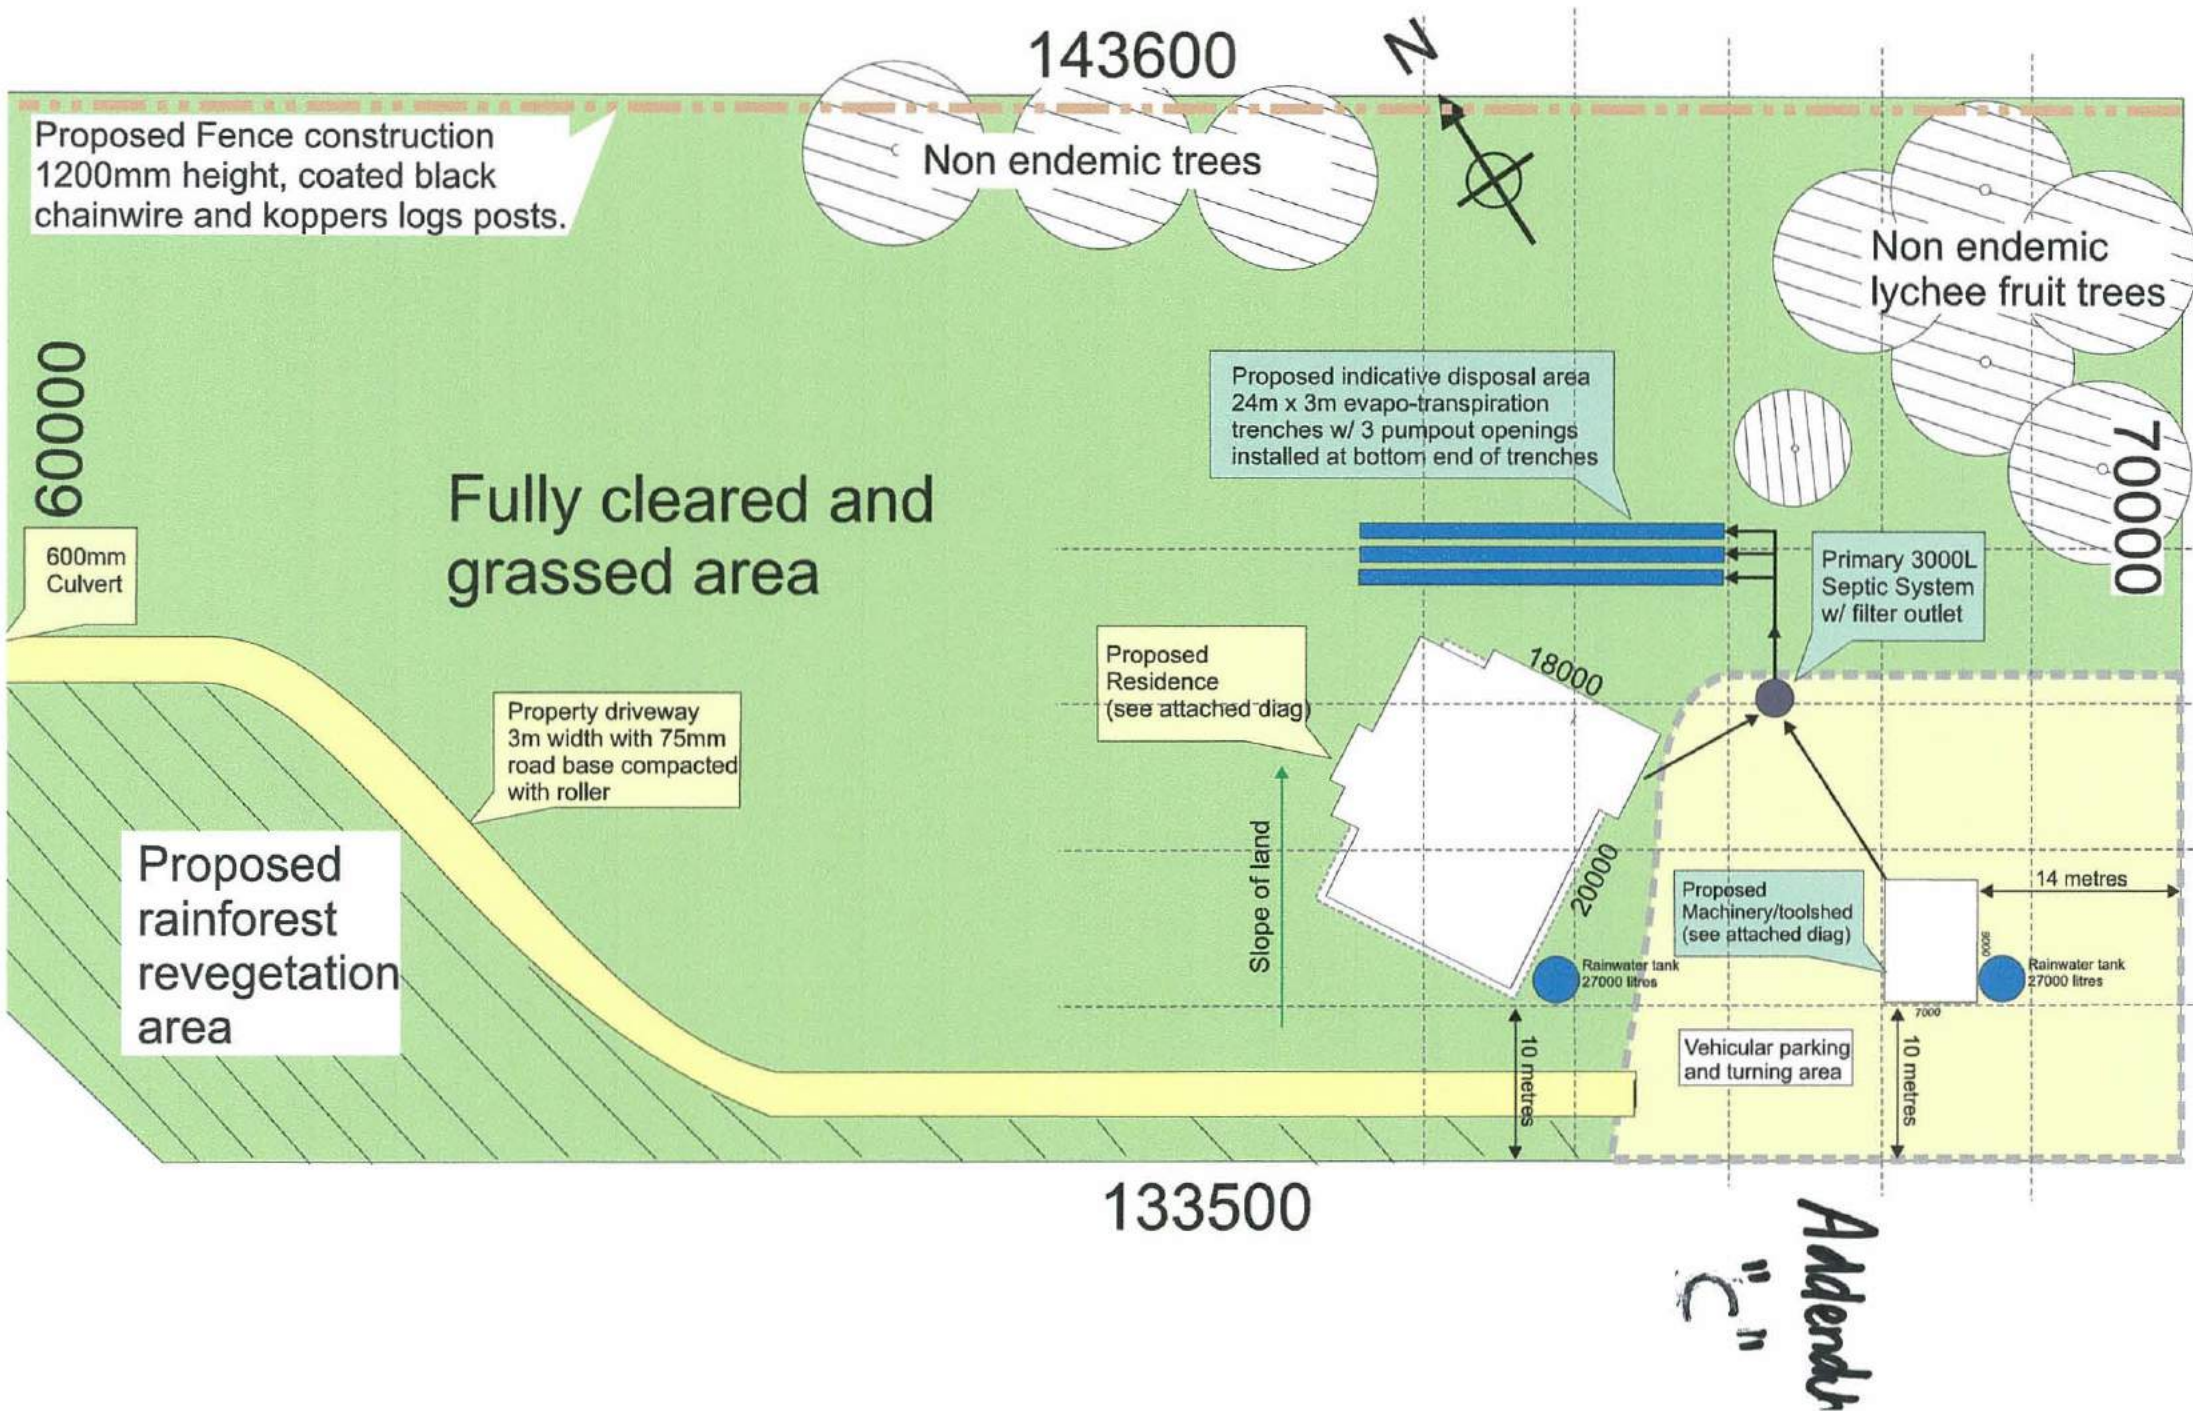 143600
N
Proposed Fence construction
1200mm height, coated black
chainwire and koppers logs posts.
Non endemic trees
Non endemic
lychee fruit trees
60000
Proposed indicative disposal area
24m x 3m evapo-transpiration
trenches w/ 3 pumpout openings
installed at bottom end of trenches
70000
Fully cleared and
grassed area
600mm
Culvert
Primary 3000L
Septic System
w/ filter outlet
Proposed
Residence
(see attached diag)
18000
Property driveway
3m width with 75mm
road base compacted
with roller
Slope of land
20000
Proposed
rainforest
revegetation
area
Proposed
Machinery/toolshed
(see attached diag)
14 metres
Rainwater tank
27000 litres
Rainwater tank
27000 litres
7000
10 metres
Vehicular parking
and turning area
10 metres
133500
"C"